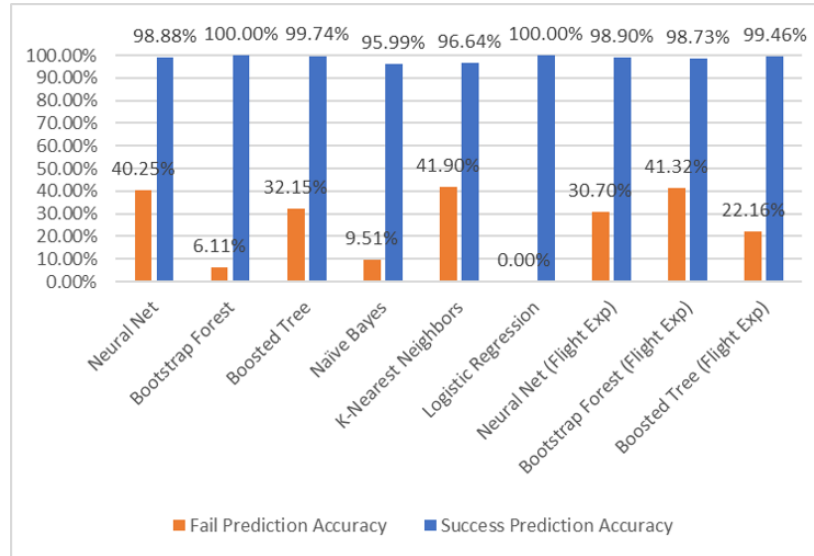 98.88% 100.00% 99.74% 95.99% 96.64% 100.00% 98.90% 98.73% 99.46%
100.00%
90.00%
80.00%
70.00%
60.00%
50.00%
40.00%
30.00%
20.00%
10.00%
0.00%
40.25%
6.11%
32.15%
9.51%
41.90%
0.00%
30.70%
41.32%
22.16%
Neural Net
Bootstrap Forest
Boosted Tree
Naïve Bayes
K-Nearest Neighbors
Logistic Regression
Neural Net (Flight Exp)
Bootstrap Forest (Flight Exp)
Boosted Tree (Flight Exp)
Fail Prediction Accuracy Success Prediction Accuracy